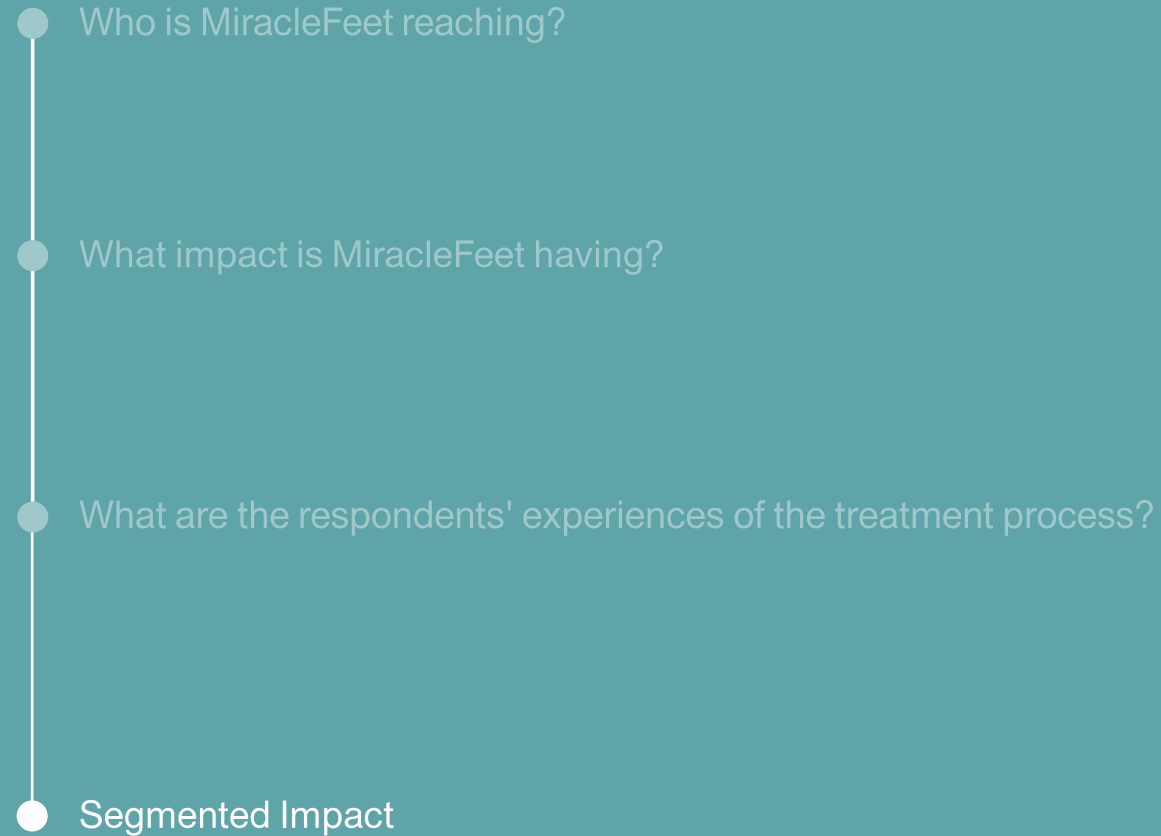 Who is MiracleFeet reaching?
What impact is MiracleFeet having?
What are the respondents' experiences of the treatment process?
Segmented Impact